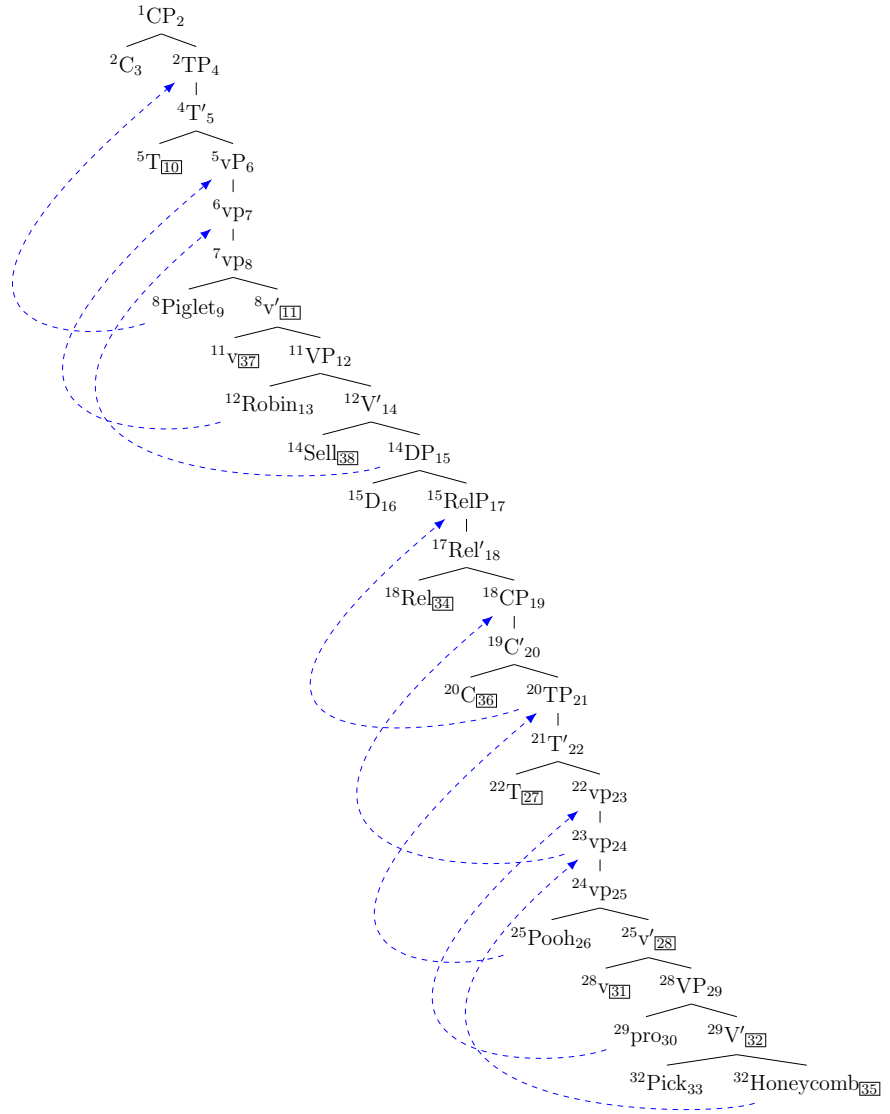 ¹CP₂
²C₃ ²TP₄
⁴T′₅
⁵T₁₀ ⁵vP₆
⁶vp₇
⁷vp₈
⁸Piglet₉ ⁸v′₁₁
¹¹v₃₇ ¹¹VP₁₂
¹²Robin₁₃ ¹²V′₁₄
¹⁴Sell₃₈ ¹⁴DP₁₅
¹⁵D₁₆ ¹⁵RelP₁₇
¹⁷Rel′₁₈
¹⁸Rel₃₄ ¹⁸CP₁₉
¹⁹C′₂₀
²⁰C₃₆ ²⁰TP₂₁
²¹T′₂₂
²²T₂₇ ²²vp₂₃
²³vp₂₄
²⁴vp₂₅
²⁵Pooh₂₆ ²⁵v′₂₈
²⁸v₃₁ ²⁸VP₂₉
²⁹pro₃₀ ²⁹V′₃₂
³²Pick₃₃ ³²Honeycomb₃₅